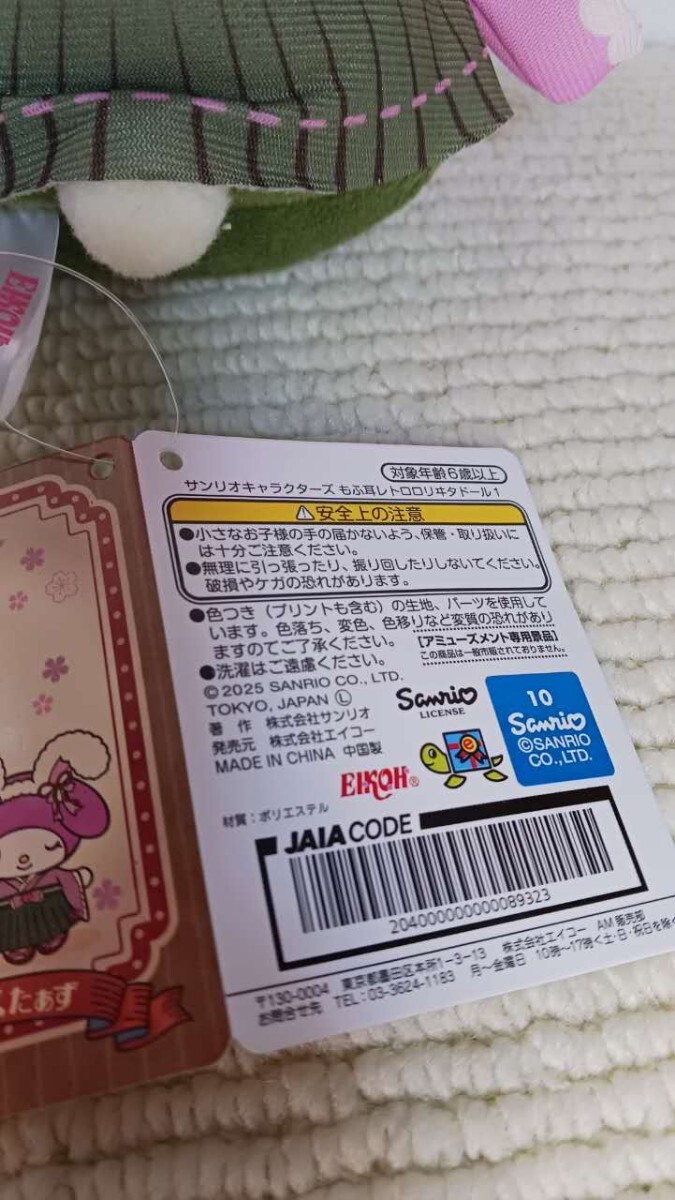 EIKOH
対象年齢6歳以上
サンリオキャラクターズ もふ耳レトロロリヰタドール1
⚠安全上の注意
●小さなお子様の手の届かないよう、保管・取り扱いに
は十分ご注意ください。
●無理に引っ張ったり、振り回したりしないでください。
破損やケガの恐れがあります。
●色つき（プリントも含む）の生地、パーツを使用して
います。色落ち、変色、色移りなど変質の恐れがあり
ますのでご了承ください。
【アミューズメント専用景品】
この商品は一般市販されておりません。
●洗濯はご遠慮ください。
© 2025 SANRIO CO., LTD.
TOKYO, JAPAN Ⓛ
著 作 株式会社サンリオ
発売元 株式会社エイコー
MADE IN CHINA 中国製
Sanrio
LICENSE
10
Sanrio
©SANRIO
CO.,LTD.
EIKOH®
e
材質：ポリエステル
JAIA CODE
204000000000089323
〒130-0004 東京都墨田区本所1-3-13 株式会社エイコー AM販売部
お問合せ先 TEL：03-3624-1183 月～金曜日 10時～17時く土・日・祝日を除く
くたあず